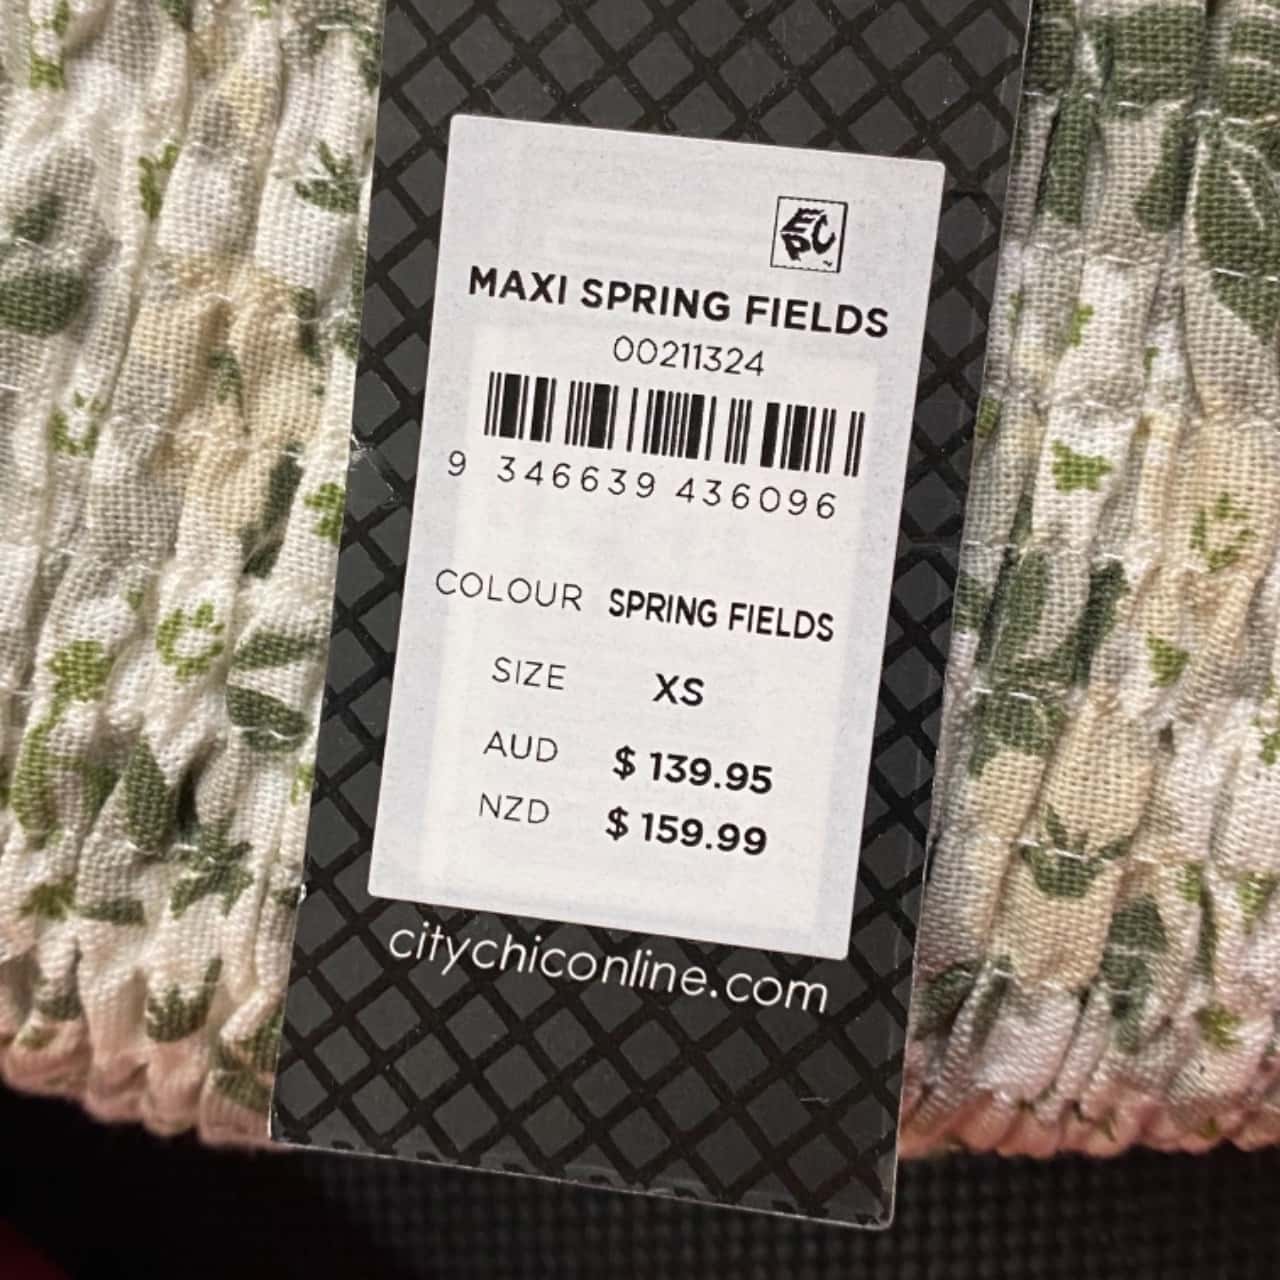 ECPC
MAXI SPRING FIELDS
00211324
9 346639 436096
COLOUR SPRING FIELDS
SIZE XS
AUD $ 139.95
NZD $ 159.99
citychiconline.com